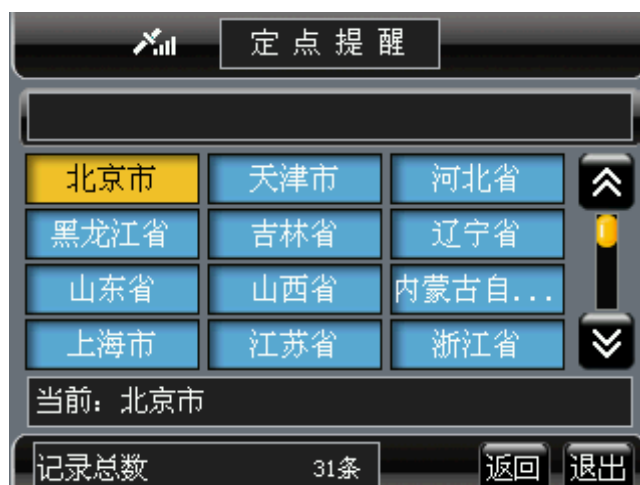 定点提醒
北京市 天津市 河北省
黑龙江省 吉林省 辽宁省
山东省 山西省 内蒙古自...
上海市 江苏省 浙江省
当前: 北京市
记录总数 31条 返回 退出